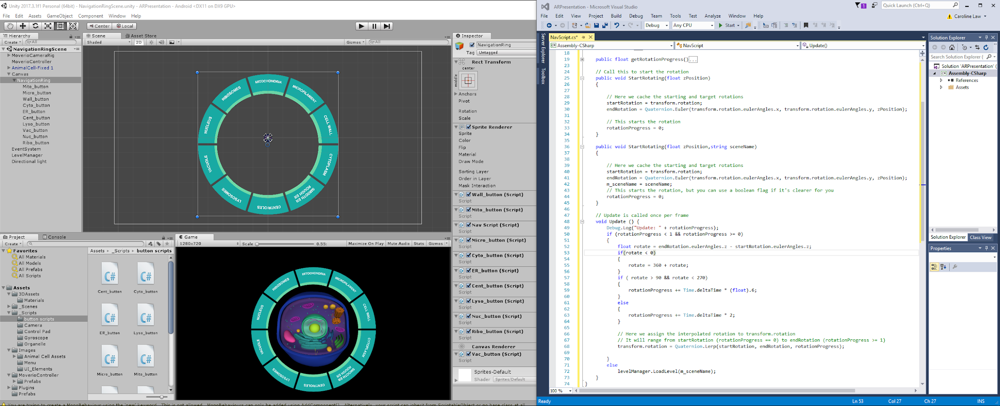 Unity 2017.3.1f1 Personal (64bit) - NavigationRingScene.unity - ARPresentation - Android <DX11 on DX9 GPU>
File Edit Assets GameObject Component Window Help
Center Local
Hierarchy
Create All
NavigationRingScene
MoverioCameraRig
MoverioController
AnimalCell-Fixed 1
Canvas
NavigationRing
Mito_button
Micro_button
Wall_button
Cyto_button
ER_button
Cent_button
Lyso_button
Vac_button
Nuc_button
Ribo_button
EventSystem
LevelManager
Directional light
Scene Asset Store
Shaded 2D Gizmos All
MITOCHONDRIA
MICROFILAMENT
CELL WALL
CYTOPLASM
SMOOTH ER
ROUGH ER
CENTRIOLES
LYSOSOMES
VACUOLE
NUCLEUS
RIBOSOMES
Project Console
Create
Favorites
All Materials
All Models
All Prefabs
All Scripts
Assets
3DAssets
Materials
_Scenes
_Scripts
button scripts
Camera
Control Pad
Gyroscope
Organelle
Images
Animal Cell Assets
Menu
UI_Elements
MoverioController
Prefabs
Plugins
Prefabs
Assets _Scripts button scripts
C# C#
Cent_button Cyto_button
C# C#
ER_button Lyso_button
C# C#
Micro_button Mito_button
Game
1280x720 Scale 0.55: Maximize On Play Mute Audio Stats Gizmos
MITOCHONDRIA
MICROFILAMENT
CELL WALL
CYTOPLASM
SMOOTH ER
ROUGH ER
CENTRIOLES
LYSOSOMES
VACUOLE
NUCLEUS
RIBOSOMES
Inspector
NavigationRing
Tag Untagged
Rect Transform
center
middle
Anchors
Pivot
Rotation
Scale
Sprite Renderer
Sprite
Color
Flip
Material
Draw Mode
Sorting Layer
Order in Layer
Mask Interaction
Wall_button (Script)
Script
Mito_button (Script)
Script
Nav Script (Script)
Script
Micro_button (Script)
Script
Cyto_button (Script)
Script
ER_button (Script)
Script
Cent_button (Script)
Script
Lyso_button (Script)
Script
Nuc_button (Script)
Script
Ribo_button (Script)
Script
Canvas Renderer
Vac_button (Script)
Script
Sprites-Default
Shader Sprites/Default
You are trying to create a MonoBehaviour using the 'new' keyword. This is not allowed. MonoBehaviours can only be added using AddComponent(). Alternatively, your script can inherit from ScriptableObject or no base class at all
ARPresentation - Microsoft Visual Studio
1 Quick Launch (Ctrl+Q)
File Edit View Project Build Debug Team Tools Test Analyze Window Help
Caroline Law
Debug Any CPU Start
Server Explorer
Toolbox
NavScript.cs*
Assembly-CSharp NavScript Update()
18
19 public float getRotationProgress()...
23
24 // Call this to start the rotation
25 public void StartRotating(float zPosition)
26 {
27
28 // Here we cache the starting and target rotations
29 startRotation = transform.rotation;
30 endRotation = Quaternion.Euler(transform.rotation.eulerAngles.x, transform.rotation.eulerAngles.y, zPosition);
31
32 // This starts the rotation
33 rotationProgress = 0;
34 }
35
36 public void StartRotating(float zPosition,string sceneName)
37 {
38
39 // Here we cache the starting and target rotations
40 startRotation = transform.rotation;
41 endRotation = Quaternion.Euler(transform.rotation.eulerAngles.x, transform.rotation.eulerAngles.y, zPosition);
42 m_sceneName = sceneName;
43 // This starts the rotation, but you can use a boolean flag if it's clearer for you
44 rotationProgress = 0;
45 }
46
47 // Update is called once per frame
48 void Update () {
49 Debug.Log("Update: " + rotationProgress);
50 if (rotationProgress < 1 && rotationProgress >= 0)
51 {
52 float rotate = endRotation.eulerAngles.z - startRotation.eulerAngles.z;
53 if(rotate < 0)
54 {
55 rotate = 360 + rotate;
56 }
57 if ( rotate > 90 && rotate < 270)
58 {
59 rotationProgress += Time.deltaTime * (float).6;
60 }
61 else
62 {
63 rotationProgress += Time.deltaTime * 2;
64 }
65
66 // Here we assign the interpolated rotation to transform.rotation
67 // It will range from startRotation (rotationProgress == 0) to endRotation (rotationProgress >= 1)
68 transform.rotation = Quaternion.Lerp(startRotation, endRotation, rotationProgress);
69
70 }
71 else
72 levelManager.LoadLevel(m_sceneName);
73 }
74 }
100 %
Solution Explorer
Search Solution Explorer (
Solution 'ARPresentation' (
Assembly-CSharp
References
Assets
Solution Explorer Class View
Properties
Ready Ln 53 Col 27 Ch 27 INS